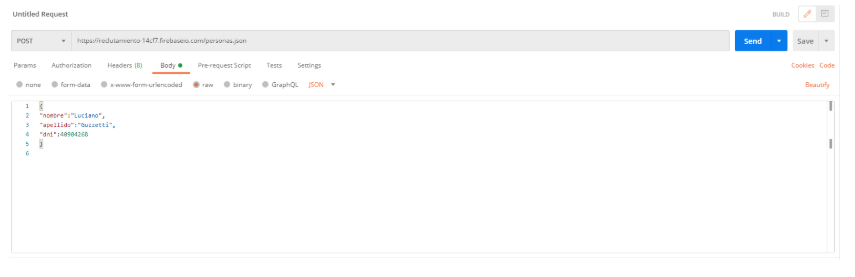 Untitled Request
BUILD
POST
https://reclutamiento-14cf7.firebaseio.com/personas.json
Send
Save
Params Authorization Headers (8) Body Pre-request Script Tests Settings
Cookies Code
none form-data x-www-form-urlencoded raw binary GraphQL JSON
Beautify
1 {
2 "nombre":"Luciano",
3 "apellido":"Guzzetti",
4 "dni":40984268
5 }
6